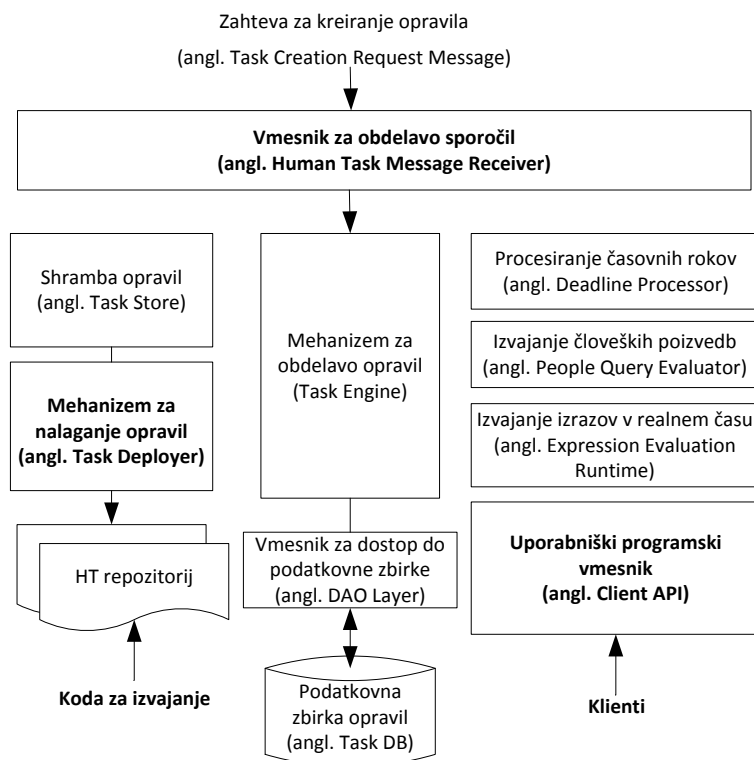 Zahteva za kreiranje opravila
(angl. Task Creation Request Message)
Vmesnik za obdelavo sporočil
(angl. Human Task Message Receiver)
Shramba opravil
(angl. Task Store)
Mehanizem za
nalaganje opravil
(angl. Task Deployer)
HT repozitorij
Koda za izvajanje
Mehanizem za
obdelavo opravil
(Task Engine)
Vmesnik za dostop do
podatkovne zbirke
(angl. DAO Layer)
Podatkovna
zbirka opravil
(angl. Task DB)
Procesiranje časovnih rokov
(angl. Deadline Processor)
Izvajanje človeških poizvedb
(angl. People Query Evaluator)
Izvajanje izrazov v realnem času
(angl. Expression Evaluation
Runtime)
Uporabniški programski
vmesnik
(angl. Client API)
Klienti